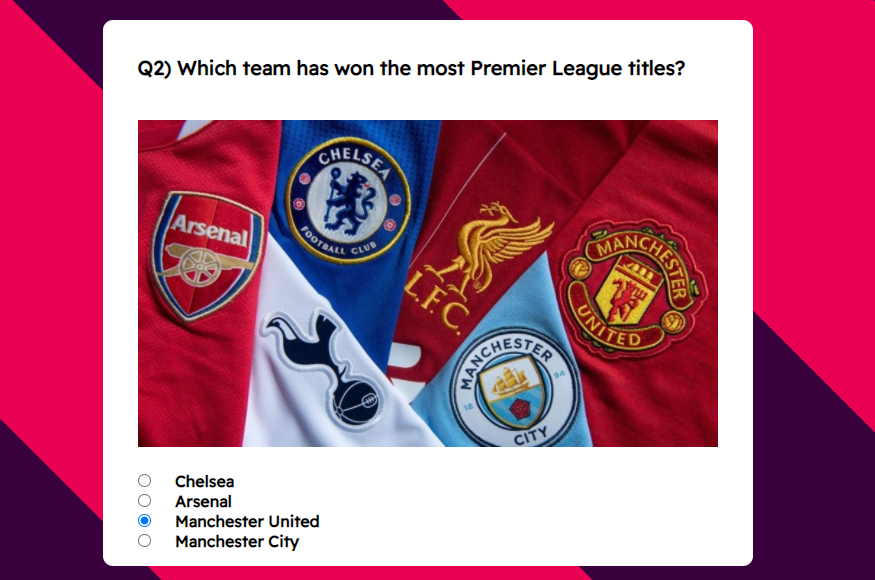 Q2) Which team has won the most Premier League titles?
CHELSEA
FOOTBALL CLUB
Arsenal
L.F.C.
MANCHESTER
UNITED
MANCHESTER
18 94
CITY
Chelsea
Arsenal
Manchester United
Manchester City